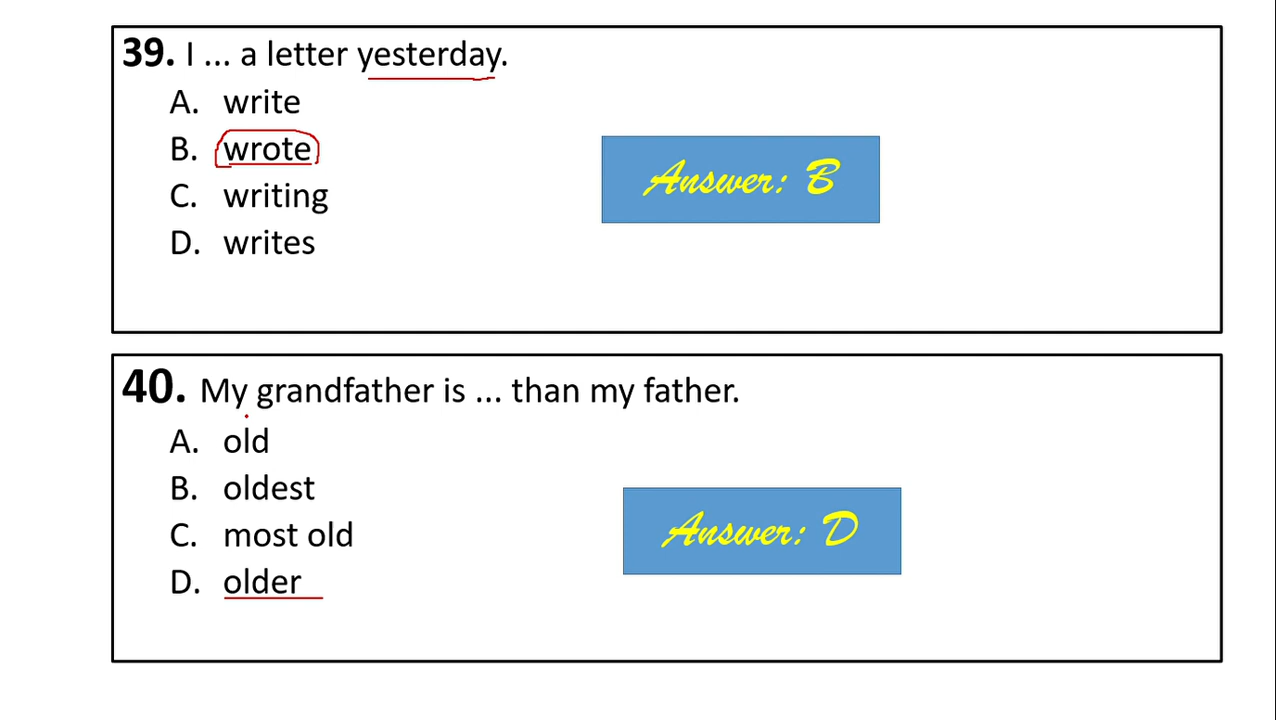 39. I ... a letter yesterday.
A. write
B. wrote
C. writing
D. writes
Answer: B
40. My grandfather is ... than my father.
A. old
B. oldest
C. most old
D. older
Answer: D